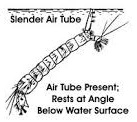 Slender Air Tube
Air Tube Present;
Rests at Angle
Below Water Surface